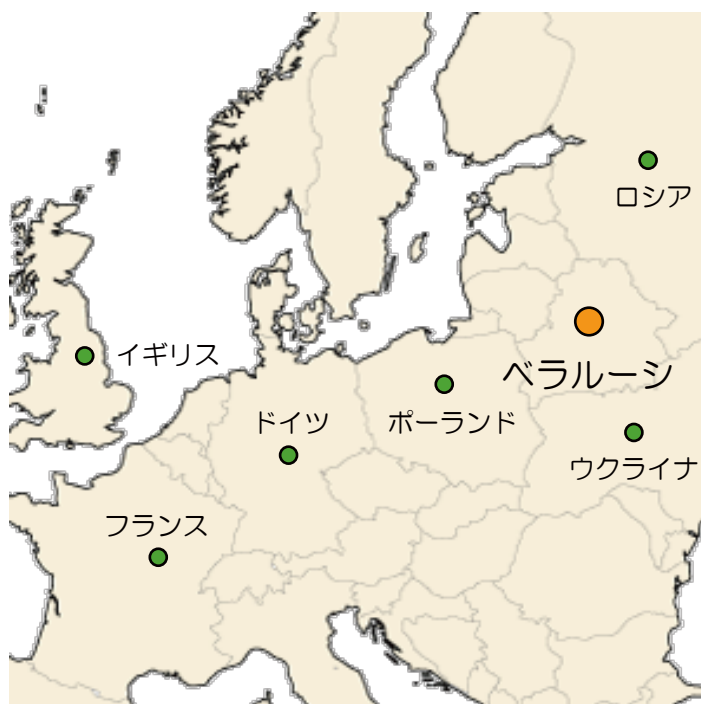 ロシア
イギリス
ベラルーシ
ドイツ
ポーランド
ウクライナ
フランス